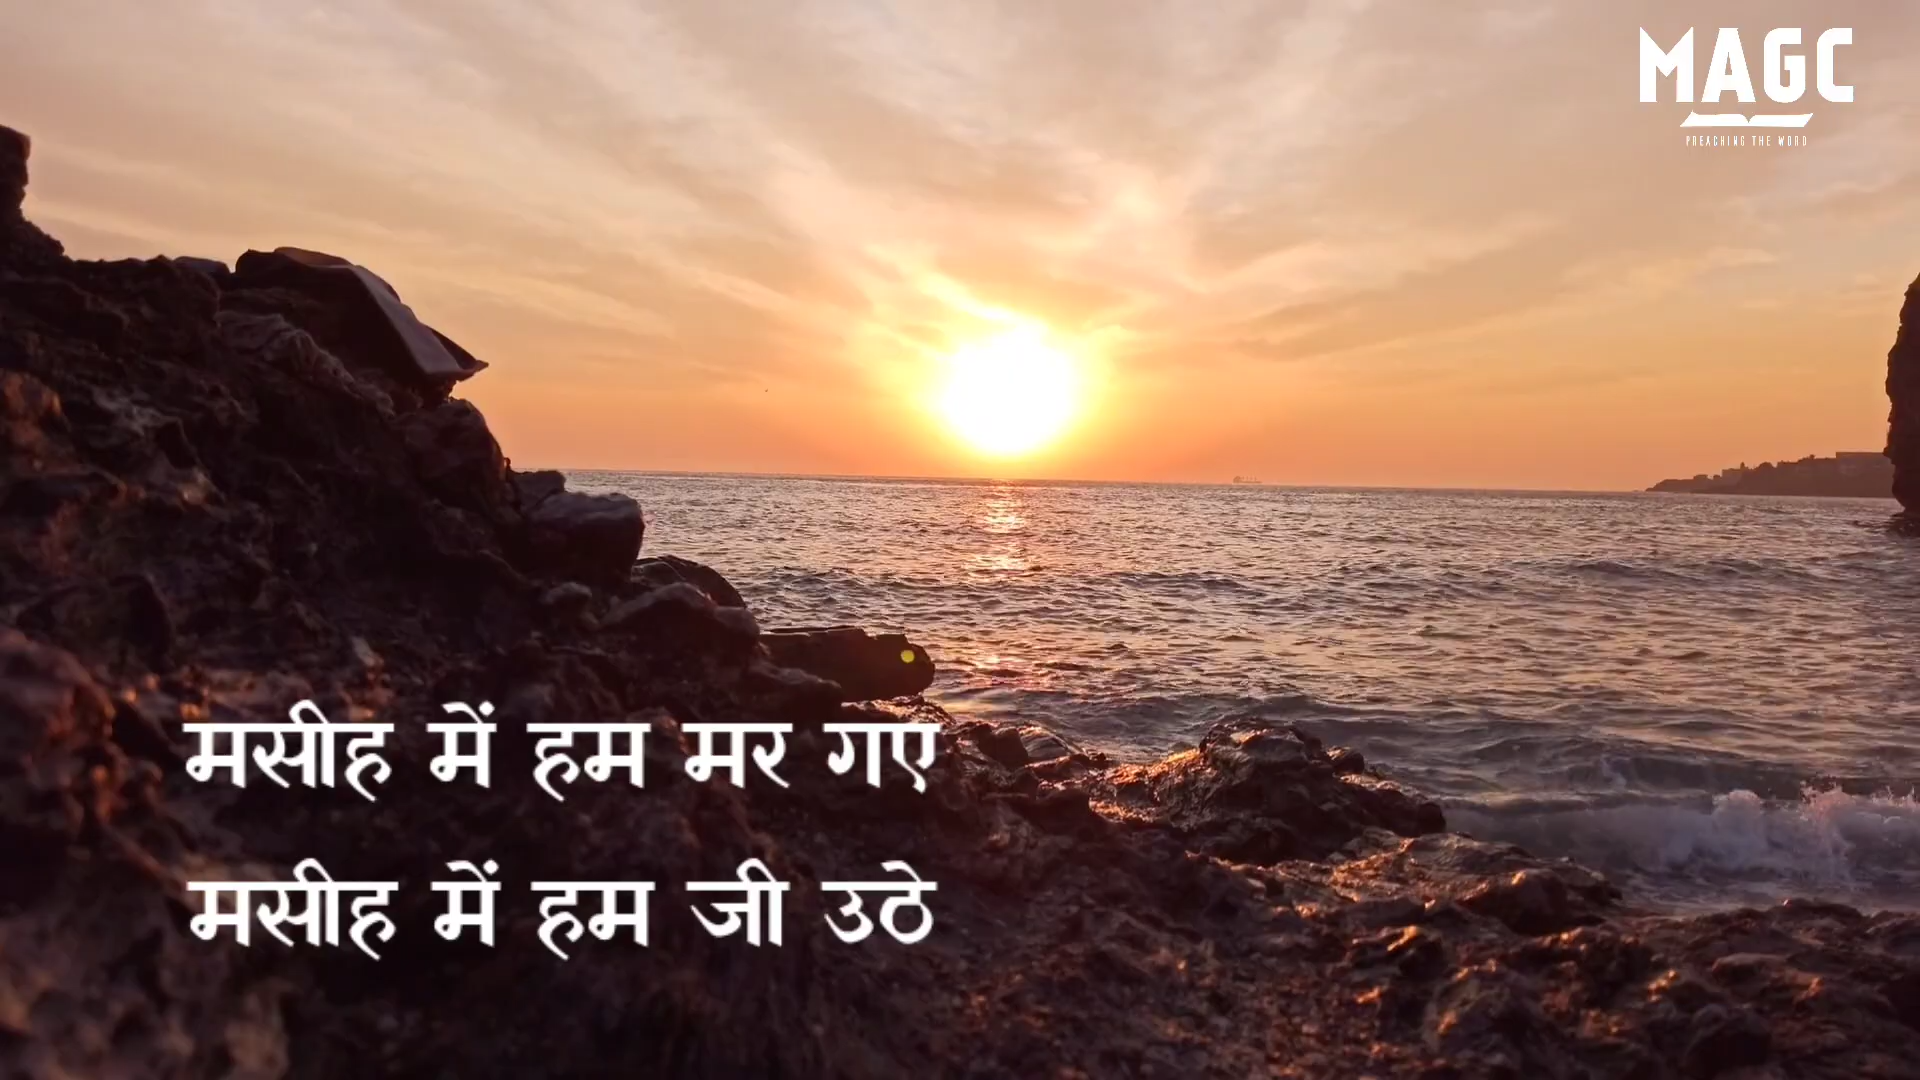 MAGC
PREACHING THE WORD
मसीह में हम मर गए
मसीह में हम जी उठे